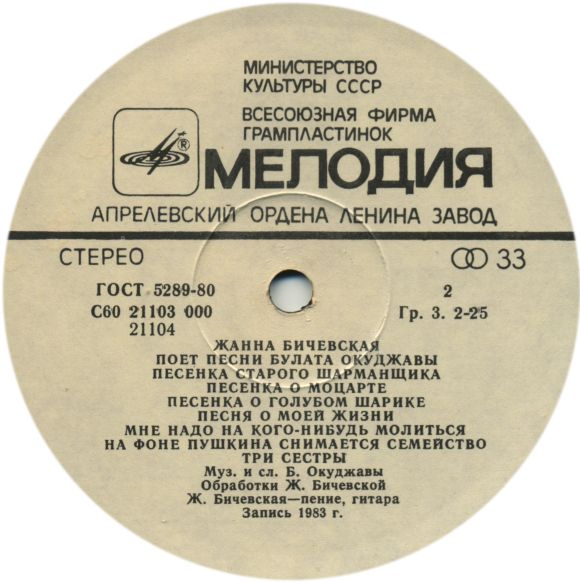 МИНИСТЕРСТВО
КУЛЬТУРЫ СССР
ВСЕСОЮЗНАЯ ФИРМА
ГРАМПЛАСТИНОК
®
МЕЛОДИЯ
АПРЕЛЕВСКИЙ ОРДЕНА ЛЕНИНА ЗАВОД
СТЕРЕО 33
ГОСТ 5289-80 2
С60 21103 000 Гр. 3. 2-25
21104
ЖАННА БИЧЕВСКАЯ
ПОЕТ ПЕСНИ БУЛАТА ОКУДЖАВЫ
ПЕСЕНКА СТАРОГО ШАРМАНЩИКА
ПЕСЕНКА О МОЦАРТЕ
ПЕСЕНКА О ГОЛУБОМ ШАРИКЕ
ПЕСНЯ О МОЕЙ ЖИЗНИ
МНЕ НАДО НА КОГО-НИБУДЬ МОЛИТЬСЯ
НА ФОНЕ ПУШКИНА СНИМАЕТСЯ СЕМЕЙСТВО
ТРИ СЕСТРЫ
Муз. и сл. Б. Окуджавы
Обработки Ж. Бичевской
Ж. Бичевская—пение, гитара
Запись 1983 г.